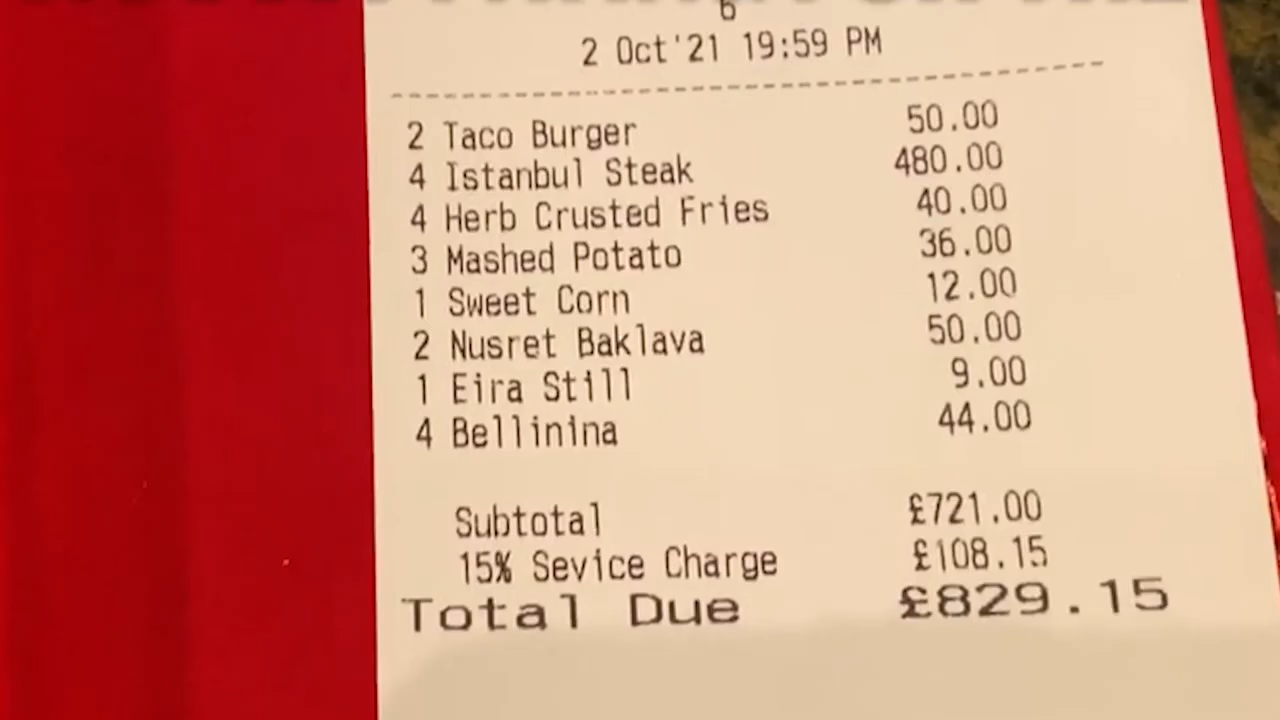 6
2 Oct'21 19:59 PM
2 Taco Burger 50.00
4 Istanbul Steak 480.00
4 Herb Crusted Fries 40.00
3 Mashed Potato 36.00
1 Sweet Corn 12.00
2 Nusret Baklava 50.00
1 Eira Still 9.00
4 Bellinina 44.00
Subtotal £721.00
15% Sevice Charge £108.15
Total Due £829.15